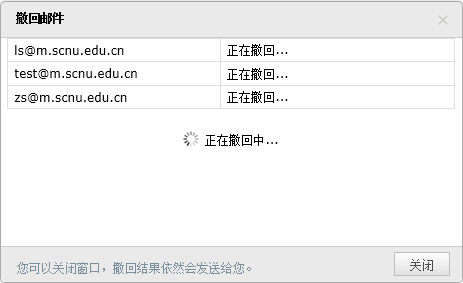 撤回邮件
ls@m.scnu.edu.cn 正在撤回...
test@m.scnu.edu.cn 正在撤回...
zs@m.scnu.edu.cn 正在撤回...
正在撤回中...
您可以关闭窗口，撤回结果依然会发送给您。 关闭